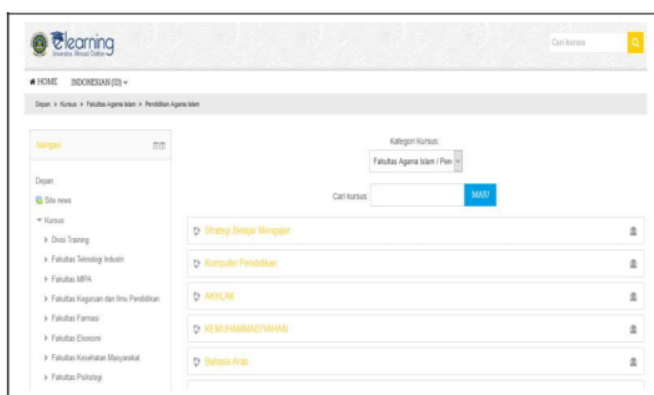 elearning
Universitas Ahmad Dahlan
Cari kursus
HOME INDONESIAN (ID)
Depan > Kursus > Fakultas Agama Islam > Pendidikan Agama Islam
Navigasi
Depan
Site news
Kursus
Divisi Training
Fakultas Teknologi Industri
Fakultas MIPA
Fakultas Keguruan dan Ilmu Pendidikan
Fakultas Farmasi
Fakultas Ekonomi
Fakultas Kesehatan Masyarakat
Fakultas Psikologi
Kategori Kursus:
Fakultas Agama Islam / Pen
Cari kursus:
MAJU
Strategi Belajar Mengajar
Komputer Pendidikan
AKHLAK
KEMUHAMMADIYAHAN
Bahasa Arab